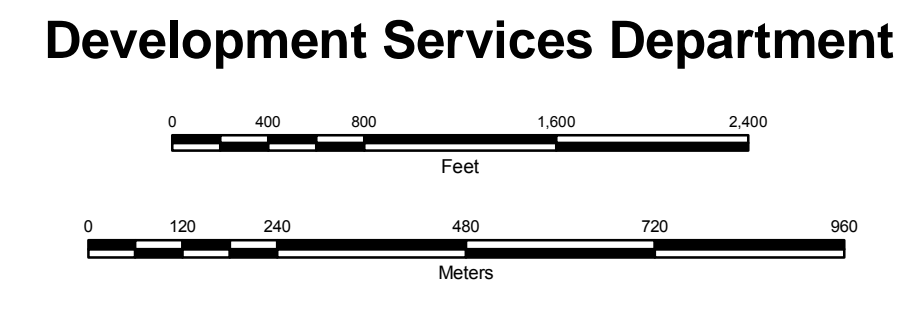 Development Services Department
0 400 800 1,600 2,400
Feet
0 120 240 480 720 960
Meters